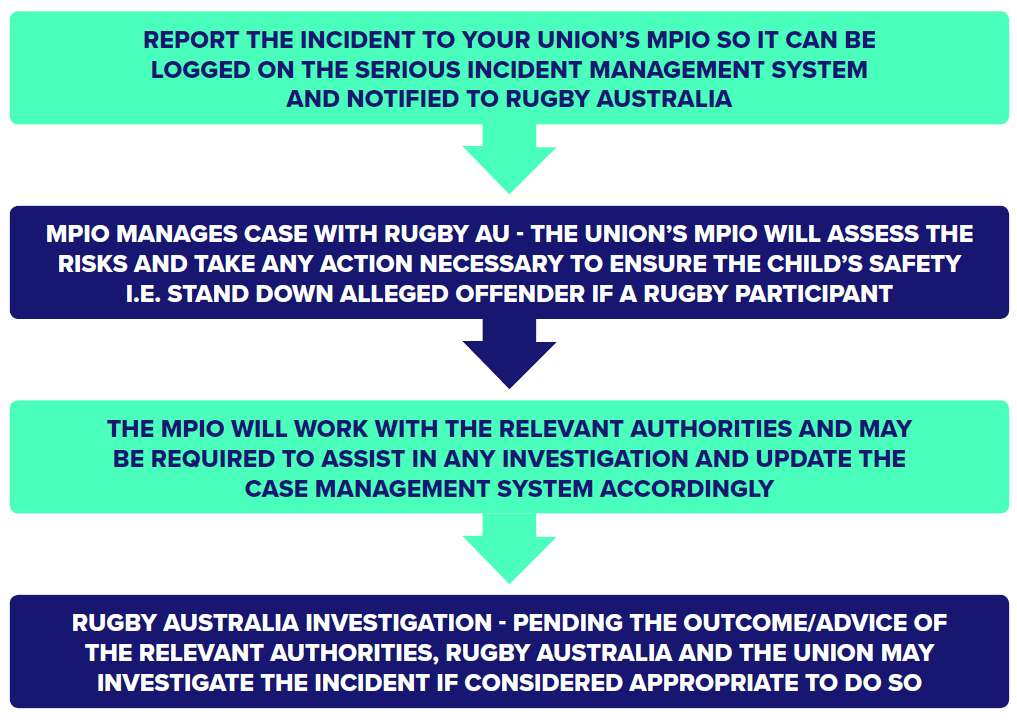 REPORT THE INCIDENT TO YOUR UNION’S MPIO SO IT CAN BE
LOGGED ON THE SERIOUS INCIDENT MANAGEMENT SYSTEM
AND NOTIFIED TO RUGBY AUSTRALIA
MPIO MANAGES CASE WITH RUGBY AU - THE UNION’S MPIO WILL ASSESS THE
RISKS AND TAKE ANY ACTION NECESSARY TO ENSURE THE CHILD’S SAFETY
I.E. STAND DOWN ALLEGED OFFENDER IF A RUGBY PARTICIPANT
THE MPIO WILL WORK WITH THE RELEVANT AUTHORITIES AND MAY
BE REQUIRED TO ASSIST IN ANY INVESTIGATION AND UPDATE THE
CASE MANAGEMENT SYSTEM ACCORDINGLY
RUGBY AUSTRALIA INVESTIGATION - PENDING THE OUTCOME/ADVICE OF
THE RELEVANT AUTHORITIES, RUGBY AUSTRALIA AND THE UNION MAY
INVESTIGATE THE INCIDENT IF CONSIDERED APPROPRIATE TO DO SO